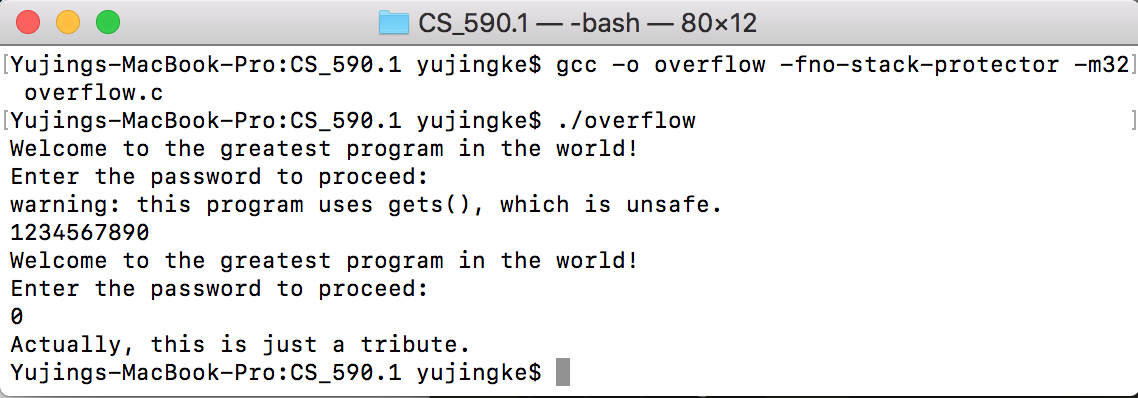 CS_590.1 — -bash — 80×12
[Yujings-MacBook-Pro:CS_590.1 yujingke$ gcc -o overflow -fno-stack-protector -m32]
 overflow.c
[Yujings-MacBook-Pro:CS_590.1 yujingke$ ./overflow ]
Welcome to the greatest program in the world!
Enter the password to proceed:
warning: this program uses gets(), which is unsafe.
1234567890
Welcome to the greatest program in the world!
Enter the password to proceed:
0
Actually, this is just a tribute.
Yujings-MacBook-Pro:CS_590.1 yujingke$